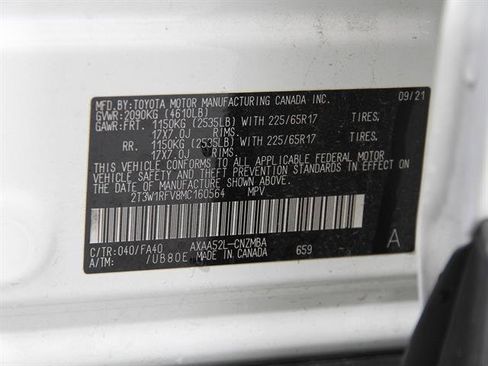 MFD.BY:TOYOTA MOTOR MANUFACTURING CANADA INC. 09/21
GVWR:2090KG (4610LB)
GAWR:FRT. 1150KG (2535LB) WITH 225/65R17 TIRES,
17X7.0J RIMS.
RR. 1150KG (2535LB) WITH 225/65R17 TIRES,
17X7.0J RIMS.
THIS VEHICLE CONFORMS TO ALL APPLICABLE FEDERAL MOTOR
VEHICLE SAFETY AND THEFT PREVENTION STANDARDS IN EFFECT ON
THE DATE OF MANUFACTURE SHOWN ABOVE.
2T3W1RFV8MC160564 MPV
C/TR:040/FA40 AXAA52L-CNZMBA 659 A
A/TM: /UB80E MADE IN CANADA